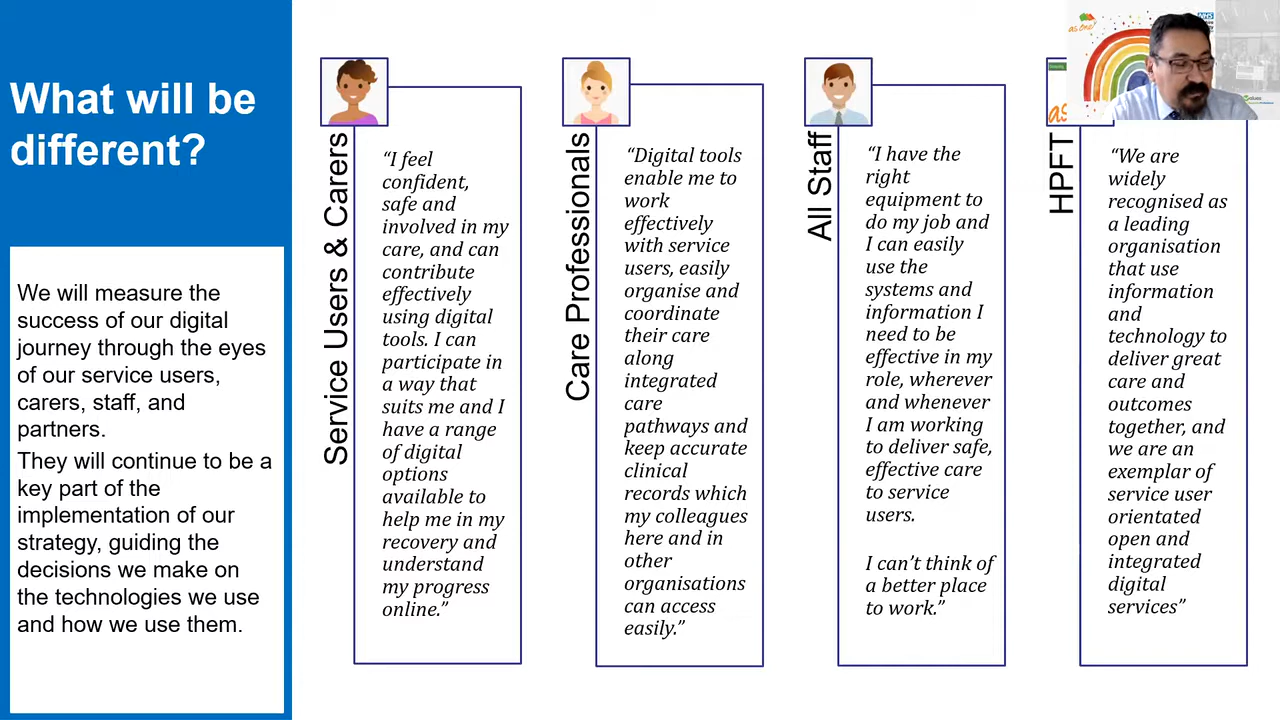 What will be
different?
We will measure the
success of our digital
journey through the eyes
of our service users,
carers, staff, and
partners.
They will continue to be a
key part of the
implementation of our
strategy, guiding the
decisions we make on
the technologies we use
and how we use them.
Service Users & Carers
“I feel
confident,
safe and
involved in my
care, and can
contribute
effectively
using digital
tools. I can
participate in
a way that
suits me and I
have a range
of digital
options
available to
help me in my
recovery and
understand
my progress
online.”
Care Professionals
“Digital tools
enable me to
work
effectively
with service
users, easily
organise and
coordinate
their care
along
integrated
care
pathways and
keep accurate
clinical
records which
my colleagues
here and in
other
organisations
can access
easily.”
All Staff
“I have the
right
equipment to
do my job and
I can easily
use the
systems and
information I
need to be
effective in my
role, wherever
and whenever
I am working
to deliver safe,
effective care
to service
users.
I can’t think of
a better place
to work.”
HPFT
“We are
widely
recognised as
a leading
organisation
that use
information
and
technology to
deliver great
care and
outcomes
together, and
we are an
exemplar of
service user
orientated
open and
integrated
digital
services”
as one
NHS